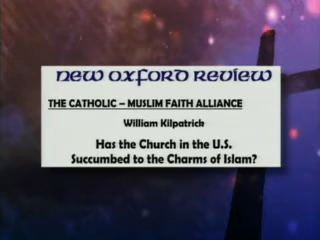 NEW OXFORD REVIEW
THE CATHOLIC – MUSLIM FAITH ALLIANCE
William Kilpatrick
Has the Church in the U.S.
Succumbed to the Charms of Islam?